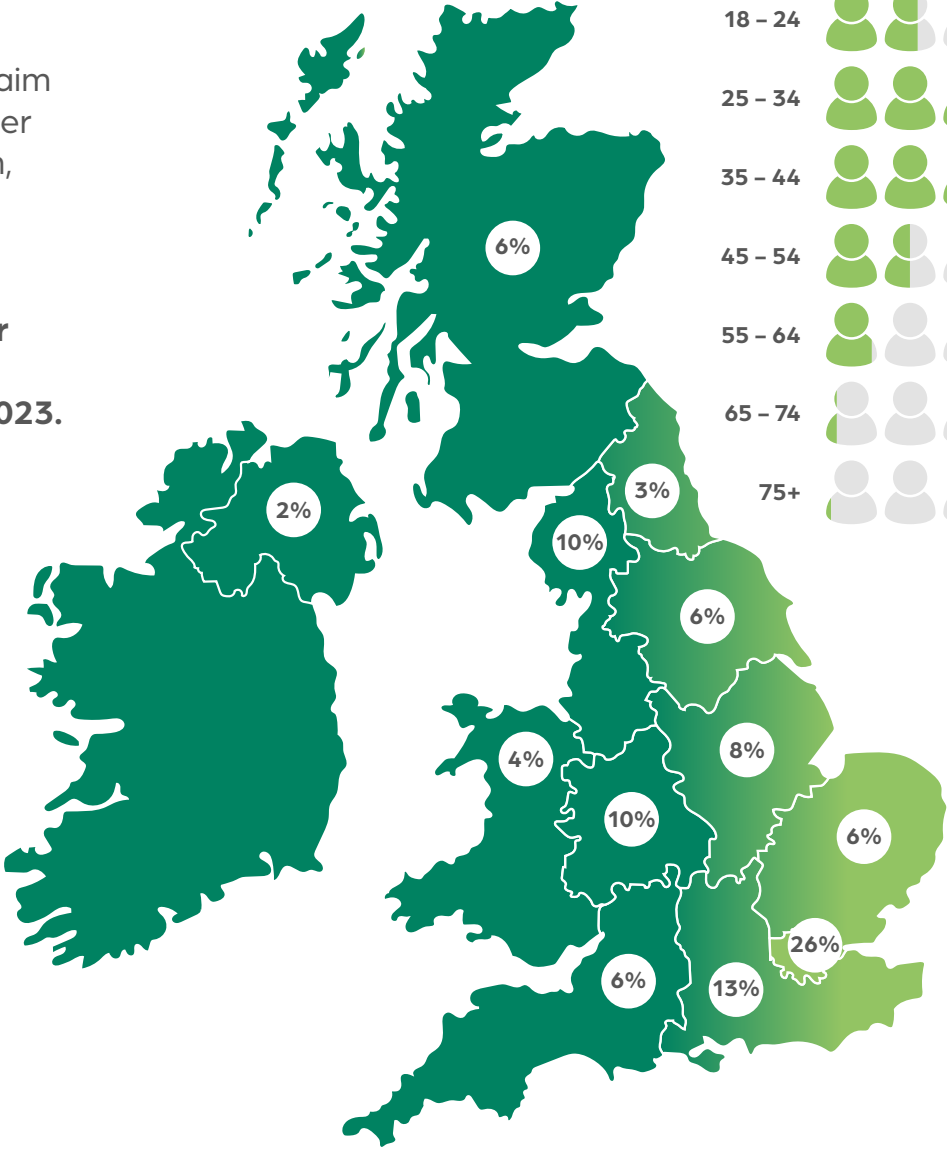 aim
er
n,
r
023.
18 – 24
25 – 34
35 – 44
45 – 54
55 – 64
65 – 74
75+
6%
3%
2%
10%
6%
8%
4%
10%
6%
26%
6%
13%